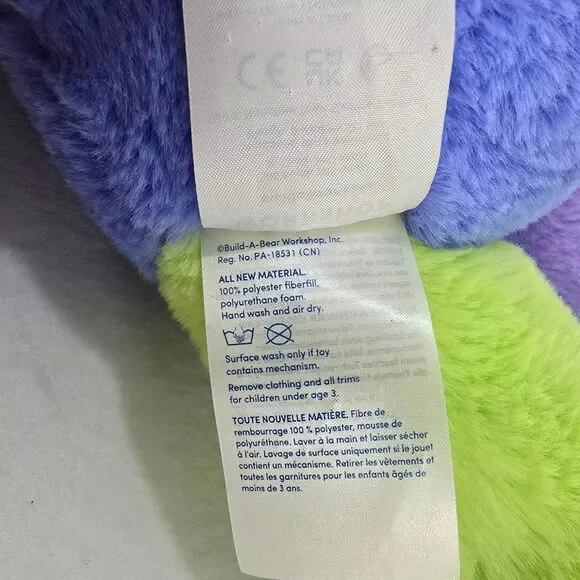 CE UK CA
©Build-A-Bear Workshop, Inc.
Reg. No. PA-18531 (CN)
ALL NEW MATERIAL.
100% polyester fiberfill,
polyurethane foam.
Hand wash and air dry.
Surface wash only if toy
contains mechanism.
Remove clothing and all trims
for children under age 3.
TOUTE NOUVELLE MATIÈRE. Fibre de
rembourrage 100 % polyester, mousse de
polyuréthane. Laver à la main et laisser sécher
à l'air. Lavage de surface uniquement si le jouet
contient un mécanisme. Retirer les vêtements et
toutes les garnitures pour les enfants âgés de
moins de 3 ans.